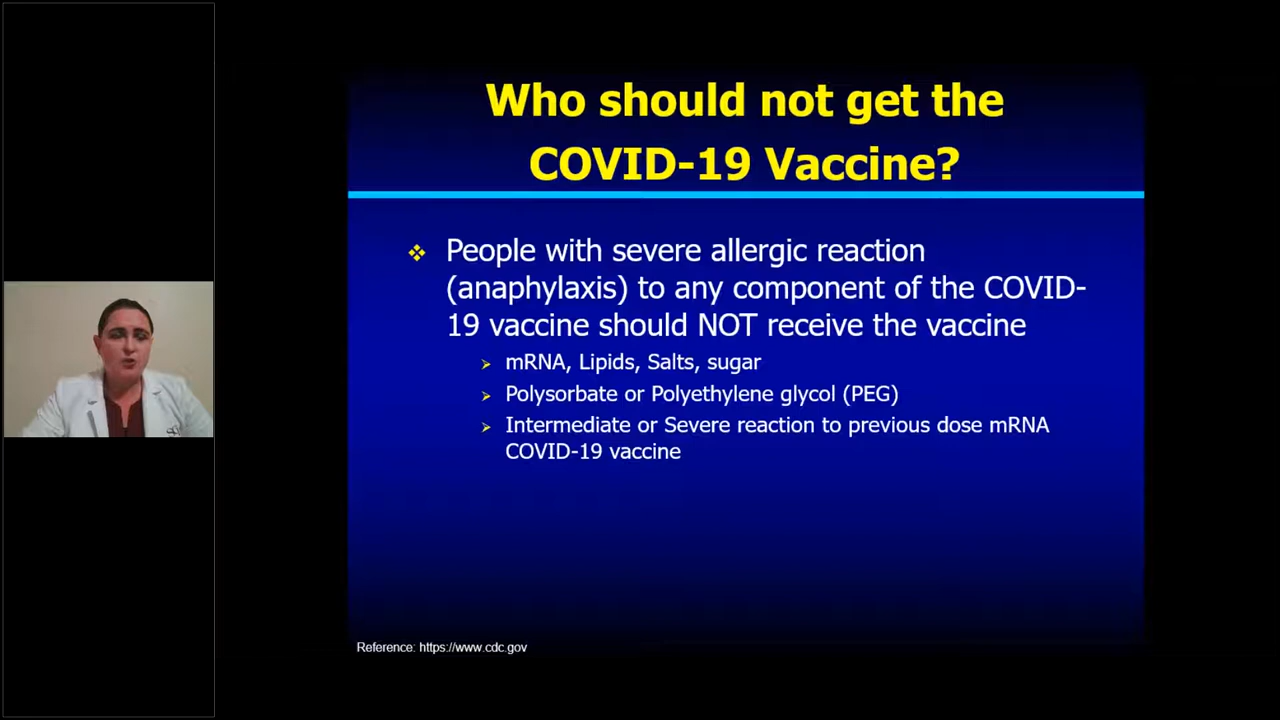 Who should not get the
COVID-19 Vaccine?
People with severe allergic reaction
(anaphylaxis) to any component of the COVID-
19 vaccine should NOT receive the vaccine
mRNA, Lipids, Salts, sugar
Polysorbate or Polyethylene glycol (PEG)
Intermediate or Severe reaction to previous dose mRNA
COVID-19 vaccine
Reference: https://www.cdc.gov